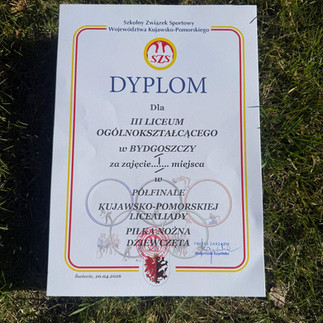 Szkolny Związek Sportowy
Województwa Kujawsko-Pomorskiego
SZS
DYPLOM
Dla
III LICEUM
OGÓLNOKSZTAŁCĄCEGO
w BYDGOSZCZY
za zajęcie...I... miejsca
w
PÓŁFINALE
KUJAWSKO-POMORSKIEJ
LICEALIADY
PIŁKA NOŻNA
DZIEWCZĘTA